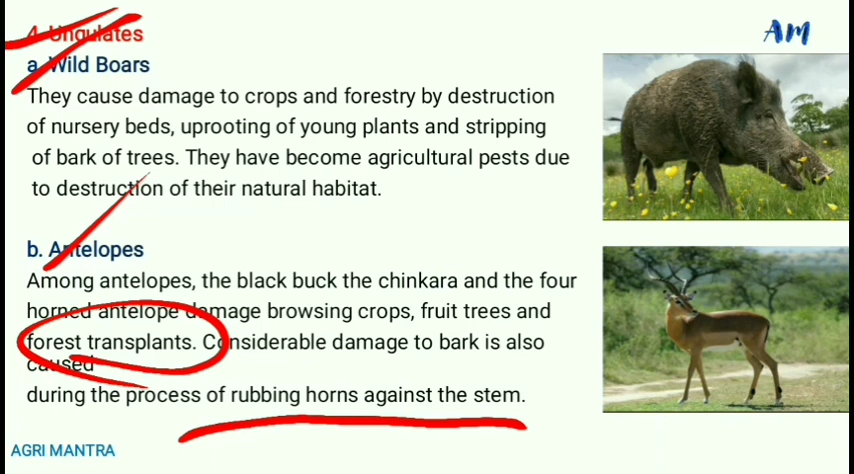 4. Ungulates
AM
a. Wild Boars
They cause damage to crops and forestry by destruction
of nursery beds, uprooting of young plants and stripping
of bark of trees. They have become agricultural pests due
to destruction of their natural habitat.
b. Antelopes
Among antelopes, the black buck the chinkara and the four
horned antelope damage browsing crops, fruit trees and
forest transplants. Considerable damage to bark is also
caused
during the process of rubbing horns against the stem.
AGRI MANTRA